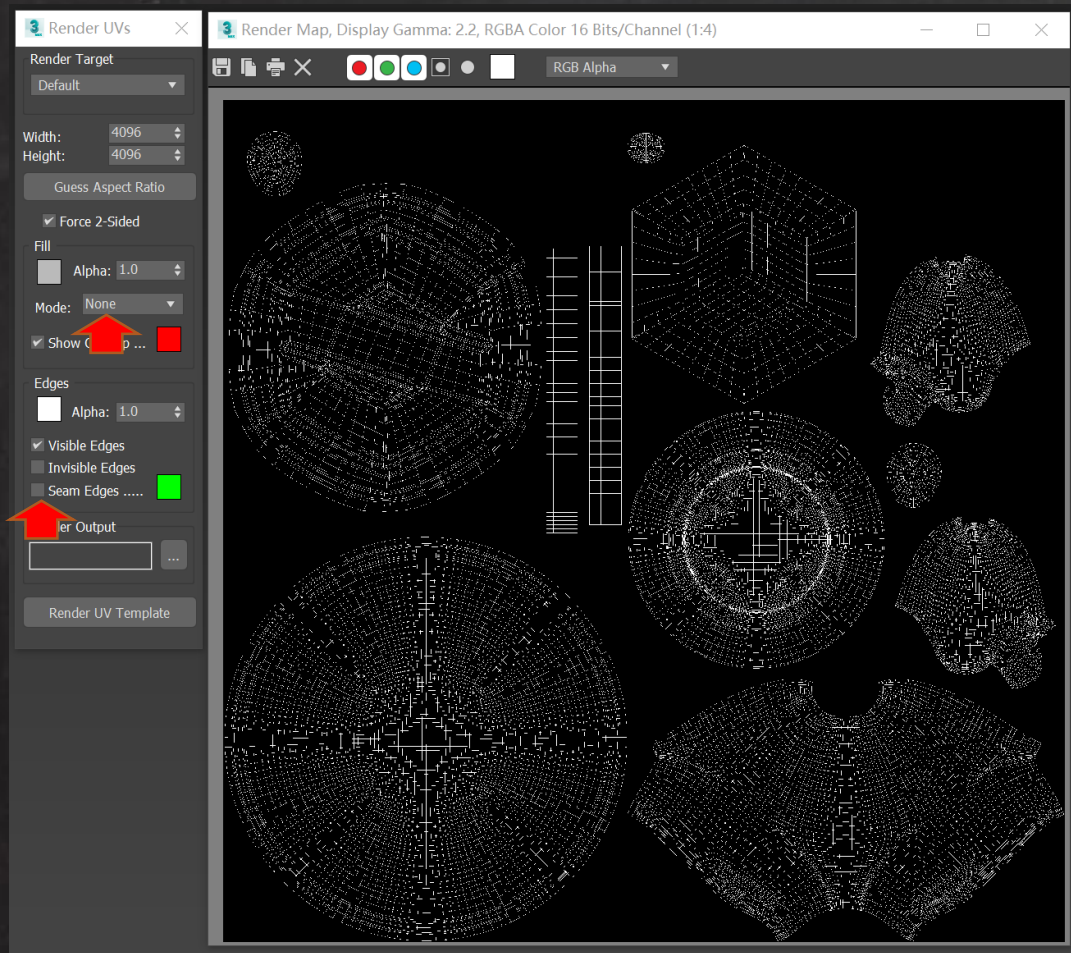 Render UVs
Render Map, Display Gamma: 2.2, RGBA Color 16 Bits/Channel (1:4)
RGB Alpha
Render Target
Default
Width: 4096
Height: 4096
Guess Aspect Ratio
Force 2-Sided
Fill
Alpha: 1.0
Mode: None
Show p ...
Edges
Alpha: 1.0
Visible Edges
Invisible Edges
Seam Edges .....
er Output
...
Render UV Template